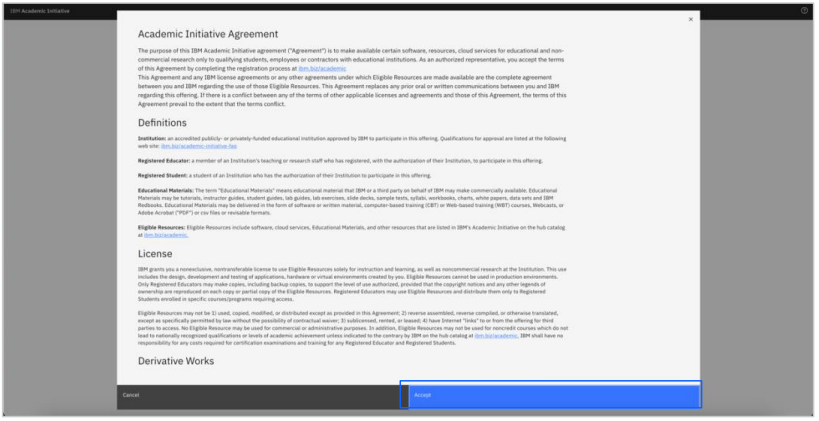 IBM Academic Initiative
Academic Initiative Agreement
The purpose of this IBM Academic Initiative agreement ("Agreement") is to make available certain software, resources, cloud services for educational and non-
commercial research only to qualifying students, employees or contractors with educational institutions. As an authorized representative, you accept the terms
of this Agreement by completing the registration process at ibm.biz/academic
This Agreement and any IBM license agreements or any other agreements under which Eligible Resources are made available are the complete agreement
between you and IBM regarding the use of those Eligible Resources. This Agreement replaces any prior oral or written communications between you and IBM
regarding this offering. If there is a conflict between any of the terms of other applicable licenses and agreements and those of this Agreement, the terms of this
Agreement prevail to the extent that the terms conflict.
Definitions
Institution: an accredited publicly- or privately-funded educational institution approved by IBM to participate in this offering. Qualifications for approval are listed at the following
web site: ibm.biz/academic-initiative-faq
Registered Educator: a member of an Institution's teaching or research staff who has registered, with the authorization of their Institution, to participate in this offering.
Registered Student: a student of an Institution who has the authorization of their Institution to participate in this offering.
Educational Materials: The term "Educational Materials" means educational material that IBM or a third party on behalf of IBM may make commercially available. Educational
Materials may be tutorials, instructor guides, student guides, lab guides, lab exercises, slide decks, sample tests, syllabi, workbooks, charts, white papers, data sets and IBM
Redbooks. Educational Materials may be delivered in the form of software or written material, computer-based training (CBT) or Web-based training (WBT) courses, Webcasts, or
Adobe Acrobat ("PDF") or csv files or revisable formats.
Eligible Resources: Eligible Resources include software, cloud services, Educational Materials, and other resources that are listed in IBM's Academic Initiative on the hub catalog
at ibm.biz/academic.
License
IBM grants you a nonexclusive, nontransferable license to use Eligible Resources solely for instruction and learning, as well as noncommercial research at the Institution. This use
includes the design, development and testing of applications, hardware or virtual environments created by you. Eligible Resources cannot be used in production environments.
Only Registered Educators may make copies, including backup copies, to support the level of use authorized, provided that the copyright notices and any other legends of
ownership are reproduced on each copy or partial copy of the Eligible Resources. Registered Educators may use Eligible Resources and distribute them only to Registered
Students enrolled in specific courses/programs requiring access.
Eligible Resources may not be 1) used, copied, modified, or distributed except as provided in this Agreement; 2) reverse assembled, reverse compiled, or otherwise translated,
except as specifically permitted by law without the possibility of contractual waiver; 3) sublicensed, rented, or leased; 4) have Internet "links" to or from the offering for third
parties to access. No Eligible Resource may be used for commercial or administrative purposes. In addition, Eligible Resources may not be used for noncredit courses which do not
lead to nationally recognized qualifications or levels of academic achievement unless indicated to the contrary by IBM on the hub catalog at ibm.biz/academic. IBM shall have no
responsibility for any costs required for certification examinations and training for any Registered Educator and Registered Students.
Derivative Works
Cancel
Accept